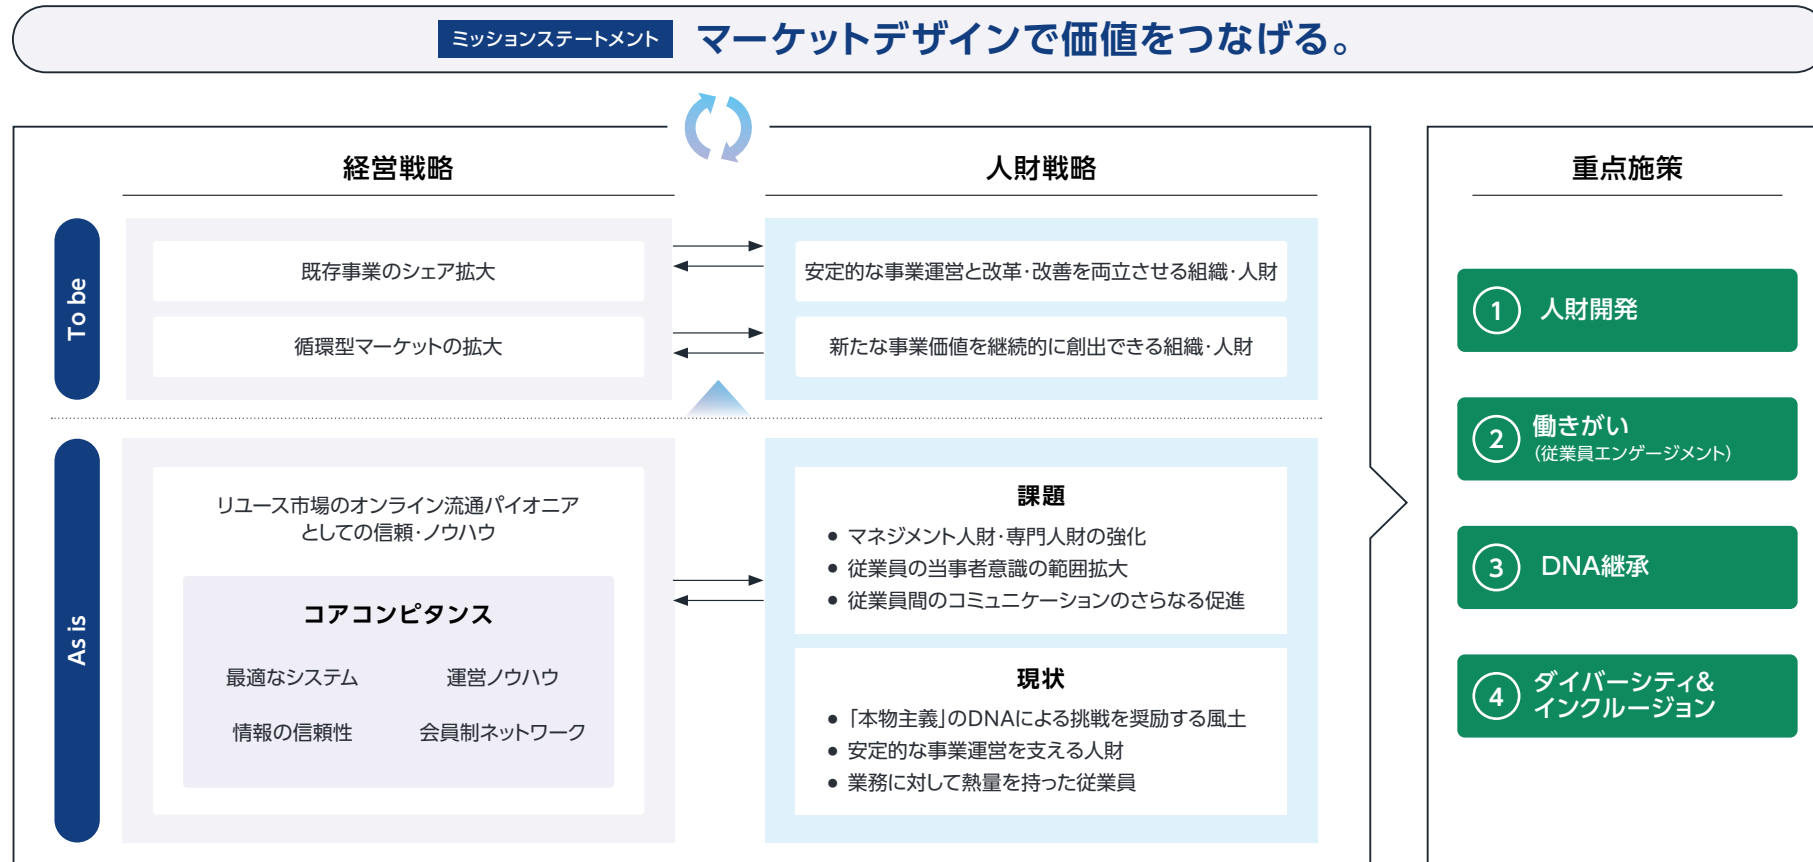 ミッションステートメント
マーケットデザインで価値をつなげる。
経営戦略
人財戦略
To be
既存事業のシェア拡大
安定的な事業運営と改革・改善を両立させる組織・人財
循環型マーケットの拡大
新たな事業価値を継続的に創出できる組織・人財
As is
リユース市場のオンライン流通パイオニア
としての信頼・ノウハウ
コアコンピタンス
最適なシステム
運営ノウハウ
情報の信頼性
会員制ネットワーク
課題
● マネジメント人財・専門人財の強化
● 従業員の当事者意識の範囲拡大
● 従業員間のコミュニケーションのさらなる促進
現状
● 「本物主義」のDNAによる挑戦を奨励する風土
● 安定的な事業運営を支える人財
● 業務に対して熱量を持った従業員
重点施策
1 人財開発
2 働きがい
(従業員エンゲージメント)
3 DNA継承
4 ダイバーシティ&
インクルージョン